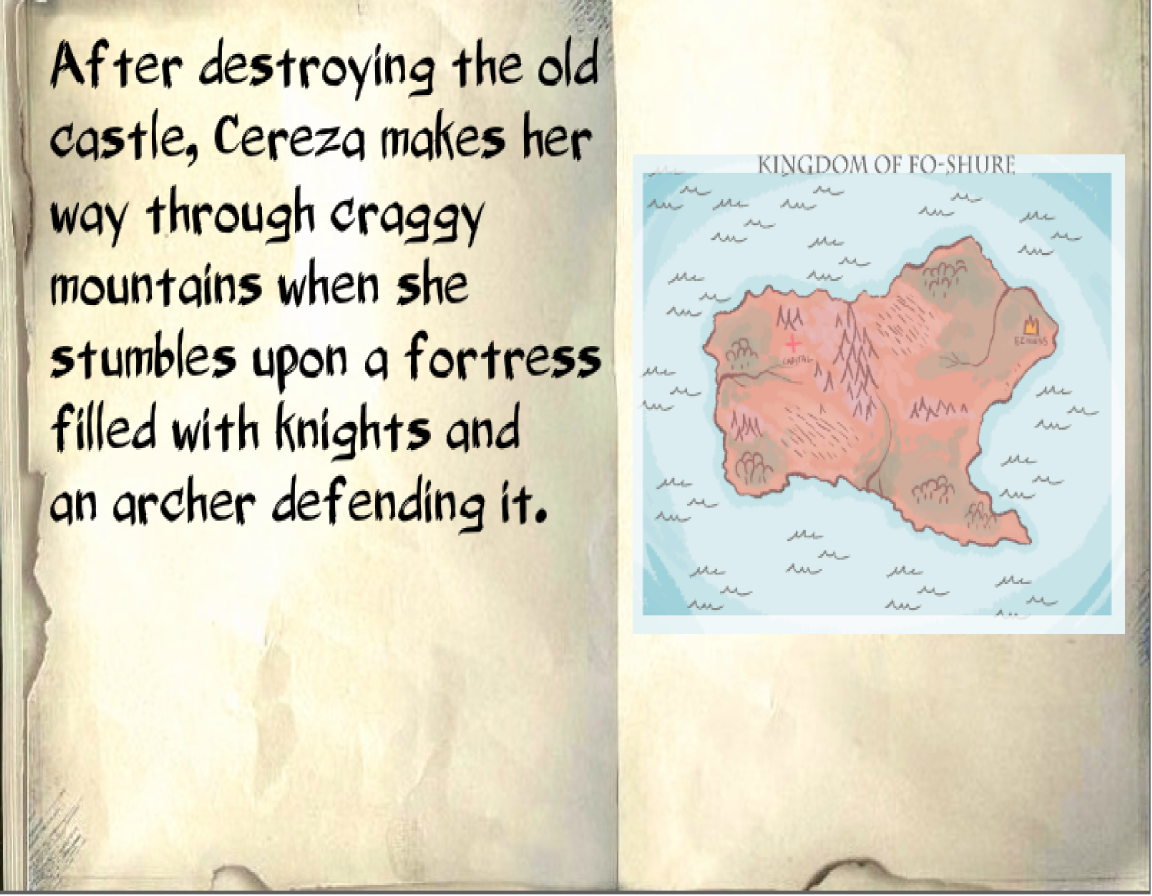 After destroying the old
castle, Cereza makes her
way through craggy
mountains when she
stumbles upon a fortress
filled with knights and
an archer defending it.
KINGDOM OF FO-SHURE
CAPITAL